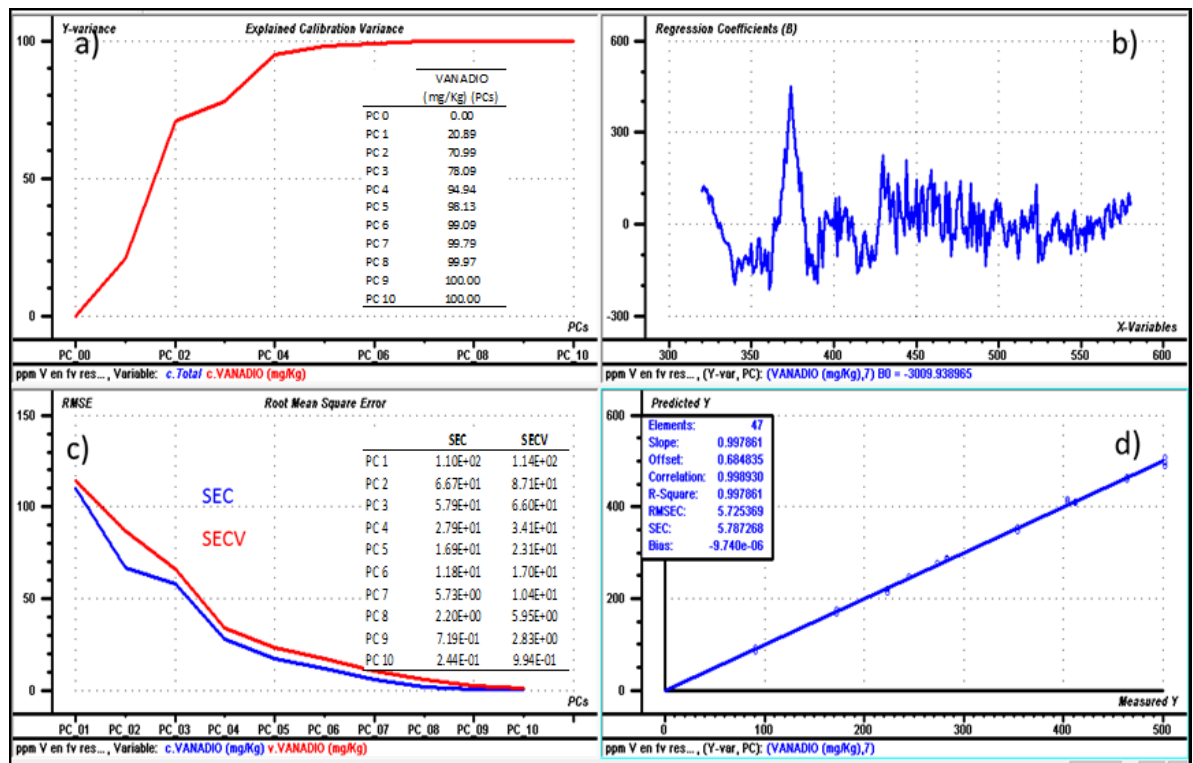 Y-variance Explained Calibration Variance
a)
100
50
0
VANADIO
(mg/Kg) (PCs)
PC 0 0.00
PC 1 20.89
PC 2 70.99
PC 3 78.09
PC 4 94.94
PC 5 98.13
PC 6 99.09
PC 7 99.79
PC 8 99.97
PC 9 100.00
PC 10 100.00
PCs
PC_00 PC_02 PC_04 PC_06 PC_08 PC_10
ppm V en fv res... , Variable: c.Total c.VANADIO (mg/Kg)
Regression Coefficients (B)
b)
600
300
0
-300
X-Variables
300 350 400 450 500 550 600
ppm V en fv res... , (Y-var, PC): (VANADIO (mg/Kg),7) B0 = -3009.938965
RMSE Root Mean Square Error
c)
150
100
50
0
SEC
SECV
SEC SECV
PC 1 1.10E+02 1.14E+02
PC 2 6.67E+01 8.71E+01
PC 3 5.79E+01 6.60E+01
PC 4 2.79E+01 3.41E+01
PC 5 1.69E+01 2.31E+01
PC 6 1.18E+01 1.70E+01
PC 7 5.73E+00 1.04E+01
PC 8 2.20E+00 5.95E+00
PC 9 7.19E-01 2.83E+00
PC 10 2.44E-01 9.94E-01
PCs
PC_01 PC_02 PC_03 PC_04 PC_05 PC_06 PC_07 PC_08 PC_09 PC_10
ppm V en fv res... , Variable: c.VANADIO (mg/Kg) v.VANADIO (mg/Kg)
Predicted Y
d)
600
400
200
0
Elements: 47
Slope: 0.997861
Offset: 0.684835
Correlation: 0.998930
R-Square: 0.997861
RMSEC: 5.725369
SEC: 5.787268
Bias: -9.740e-06
Measured Y
0 100 200 300 400 500
ppm V en fv res... , (Y-var, PC): (VANADIO (mg/Kg),7)